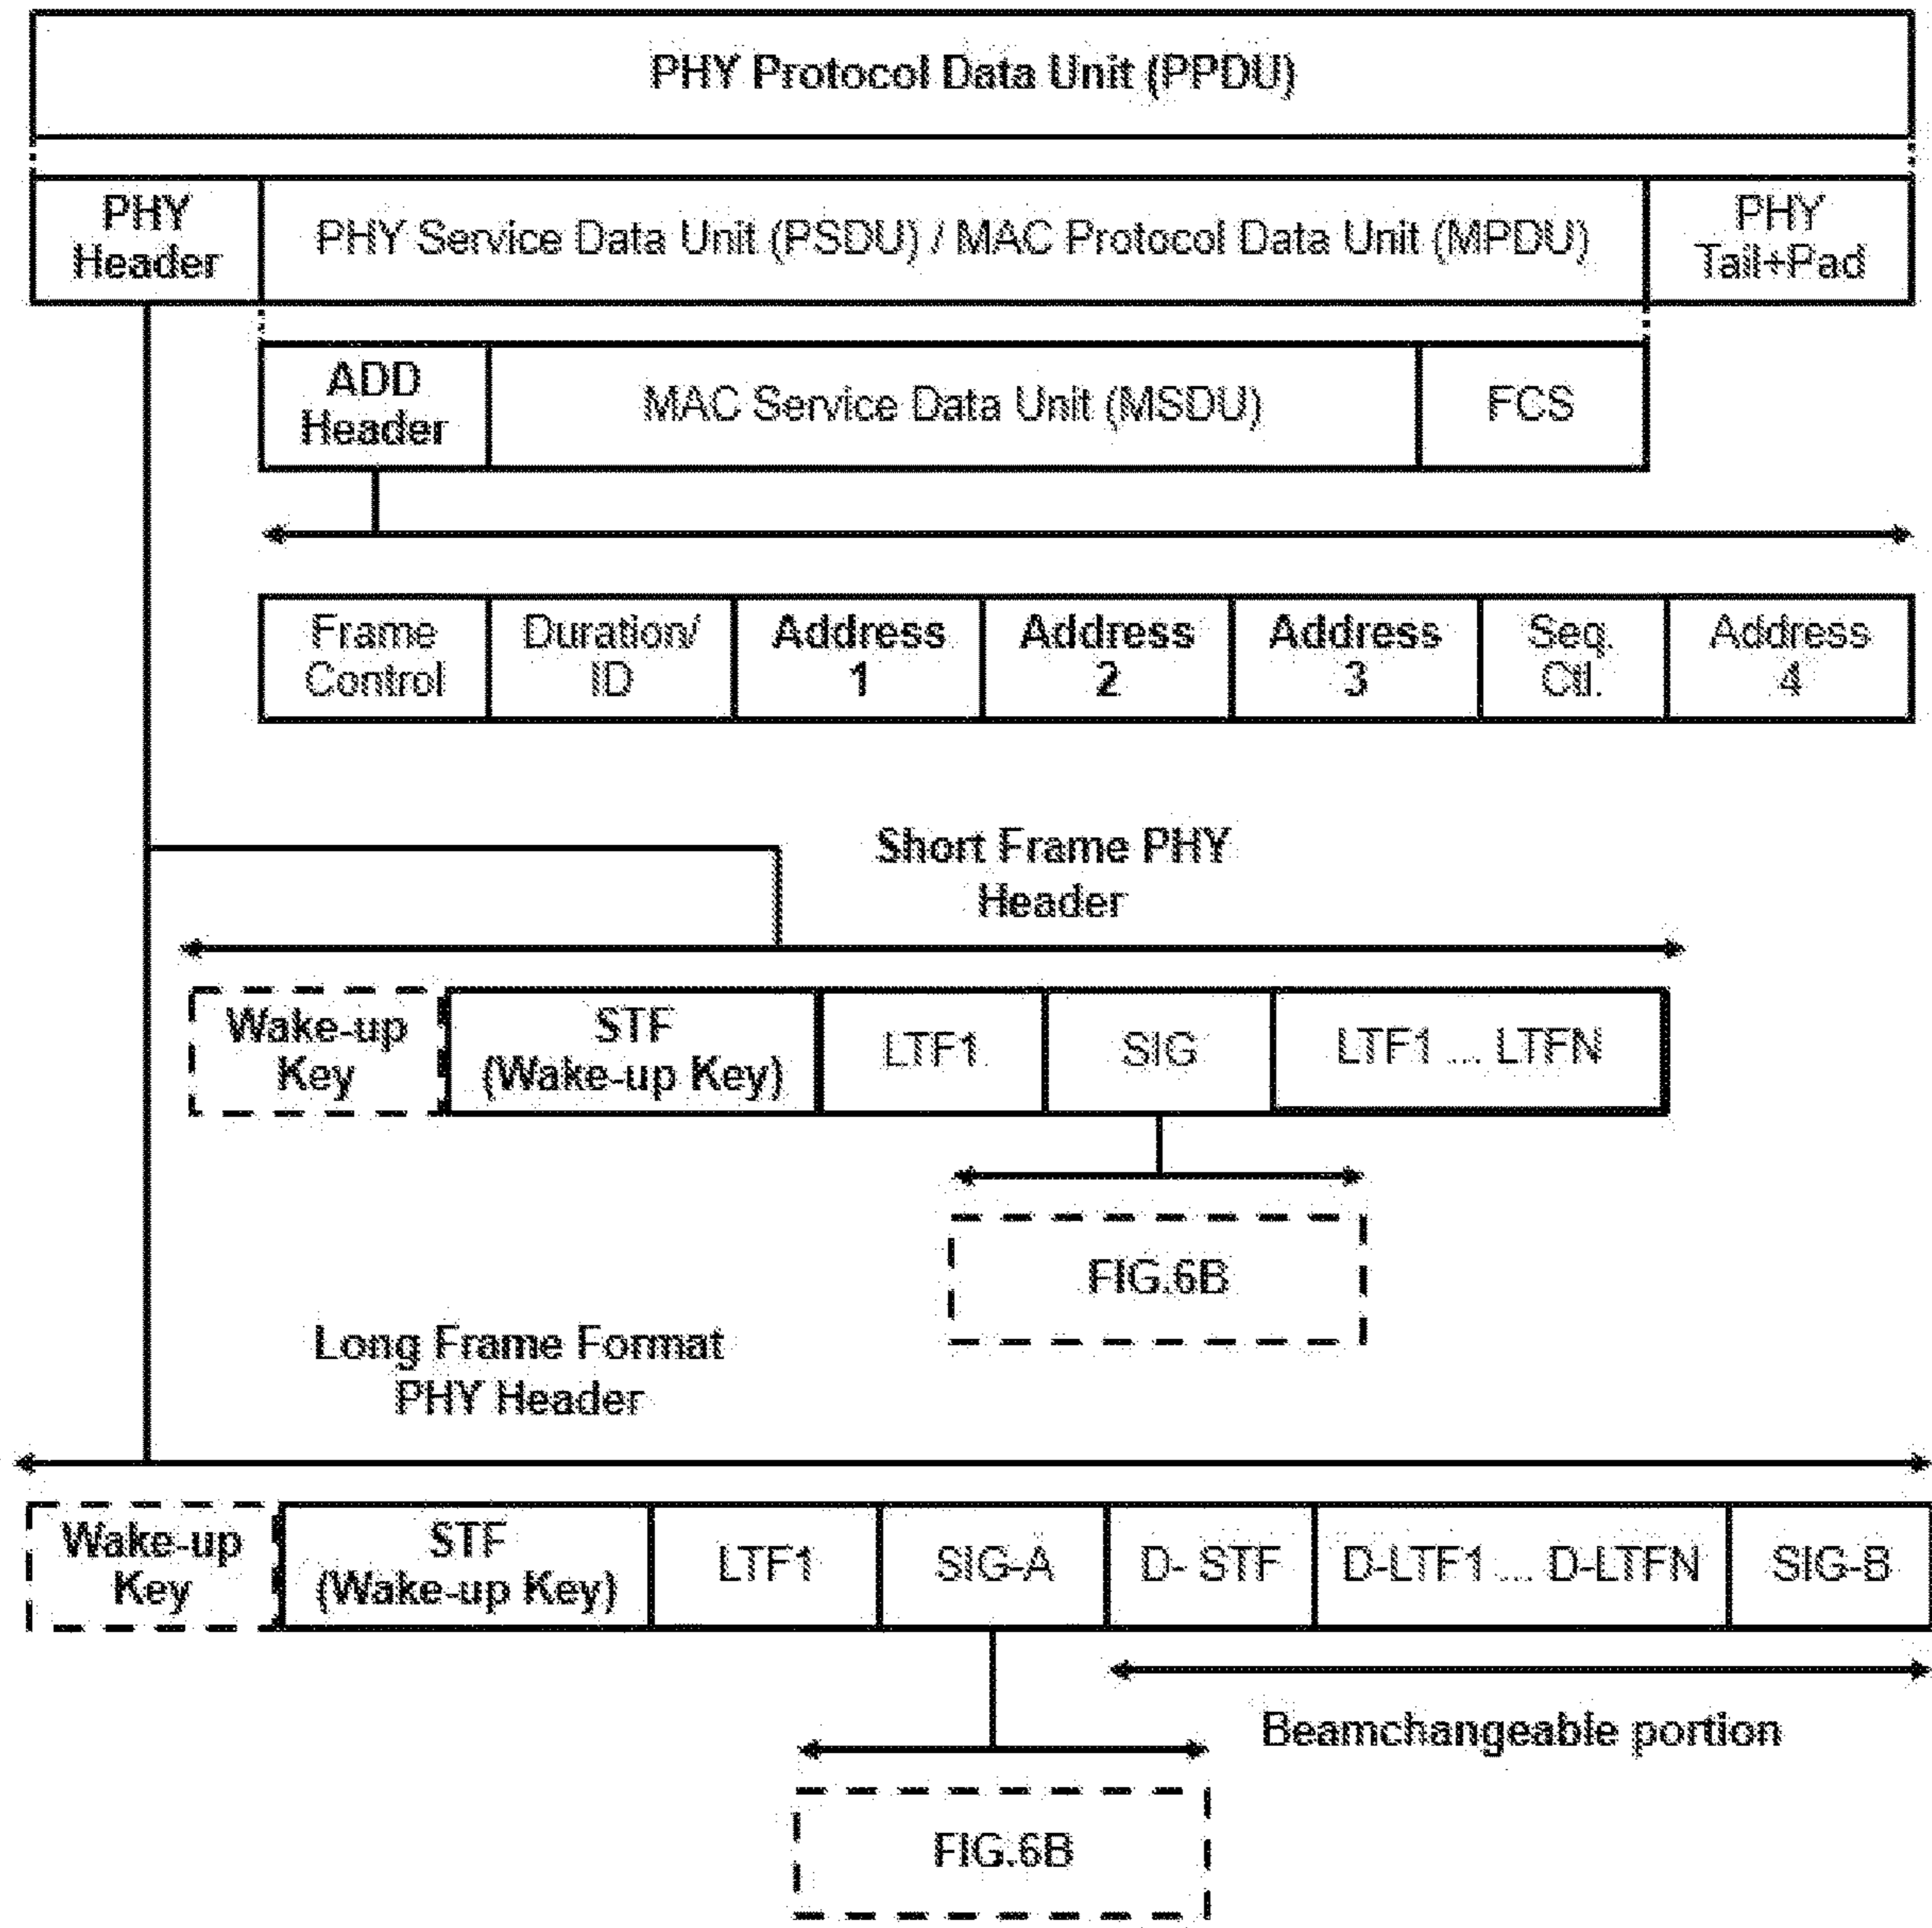 PHY Protocol Data Unit (PPDU)
PHY
Header
PHY Service Data Unit (PSDU) / MAC Protocol Data Unit (MPDU)
PHY
Tail+Pad
ADD
Header
MAC Service Data Unit (MSDU)
FCS
Frame
Control
Duration/
ID
Address
1
Address
2
Address
3
Seq.
Ctl.
Address
4
Short Frame PHY
Header
Wake-up
Key
STF
(Wake-up Key)
LTF1
SIG
LTF1 ... LTFN
FIG.6B
Long Frame Format
PHY Header
Wake-up
Key
STF
(Wake-up Key)
LTF1
SIG-A
D- STF
D-LTF1 ... D-LTFN
SIG-B
Beamchangeable portion
FIG.6B